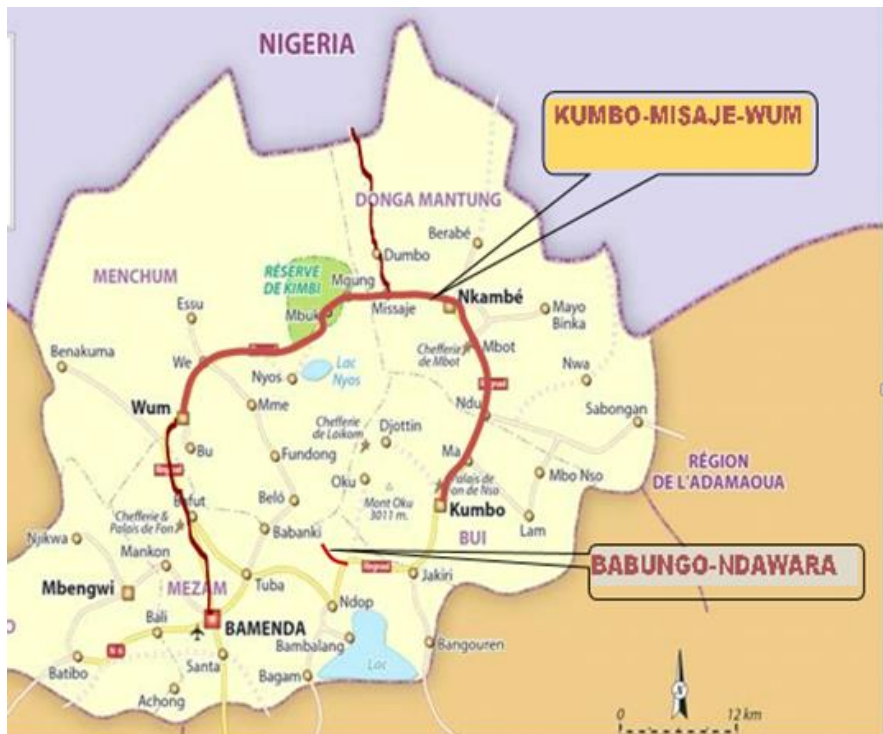 NIGERIA
KUMBO-MISAJE-WUM
DONGA MANTUNG
Berabé
Dumbo
MENCHUM
RÉSERVE
DE KIMBI
Mgung
Nkambé
Essu
Missaje
Mayo
Binka
Mbuk
Chefferie
de Mbot
Mbot
Benakuma
We
Nyos
Lac
Nyos
Nwa
Wum
Mme
Ndu
Sabongan
Chefferie
de Laikom
Djottin
Bu
Fundong
Ma
Mbo Nso
RÉGION
DE L'ADAMAOUA
Oku
Palais de
Fon de Nso
Mont Oku
3011 m.
Belo
Kumbo
Bafut
Chefferie &
Palais de Fon
Babanki
Lam
BUI
Njikwa
Mankon
BABUNGO-NDAWARA
Mbengwi
MEZAM
Tuba
Jakiri
Ndop
Bali
BAMENDA
Bambalang
Bangouren
N 6
Santa
Lac
Batibo
Bagam
Achong
N
0 12 km